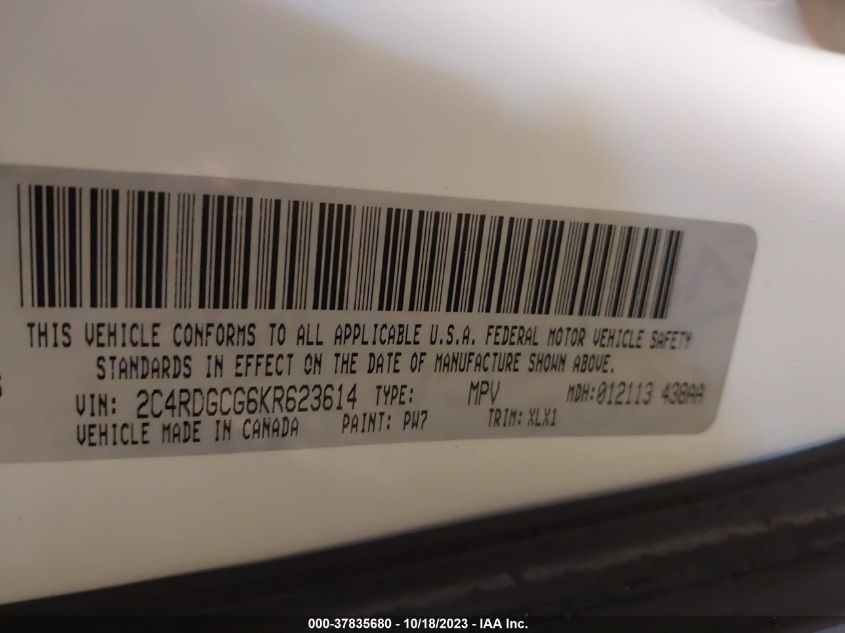 THIS VEHICLE CONFORMS TO ALL APPLICABLE U.S.A. FEDERAL MOTOR VEHICLE SAFETY
STANDARDS IN EFFECT ON THE DATE OF MANUFACTURE SHOWN ABOVE.
VIN: 2C4RDGCG6KR623614 TYPE: MPV MDH:012113 438AA
VEHICLE MADE IN CANADA PAINT: PW7 TRIM: XLX1
000-37835680 - 10/18/2023 - IAA Inc.